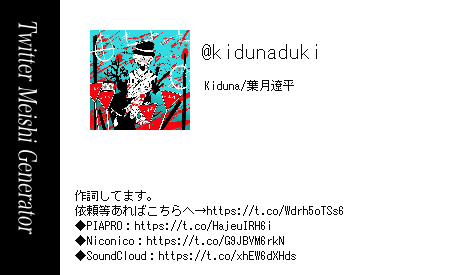 Twitter Meishi Generator
@kidunaduki
Kiduna/葉月遼平
作詞してます。
依頼等あればこちらへ→https://t.co/Wdrh5oTSs6
◆PIAPRO：https://t.co/HajeuIRH6i
◆Niconico：https://t.co/G9JBYM6rkN
◆SoundCloud：https://t.co/xhEW6dXHds